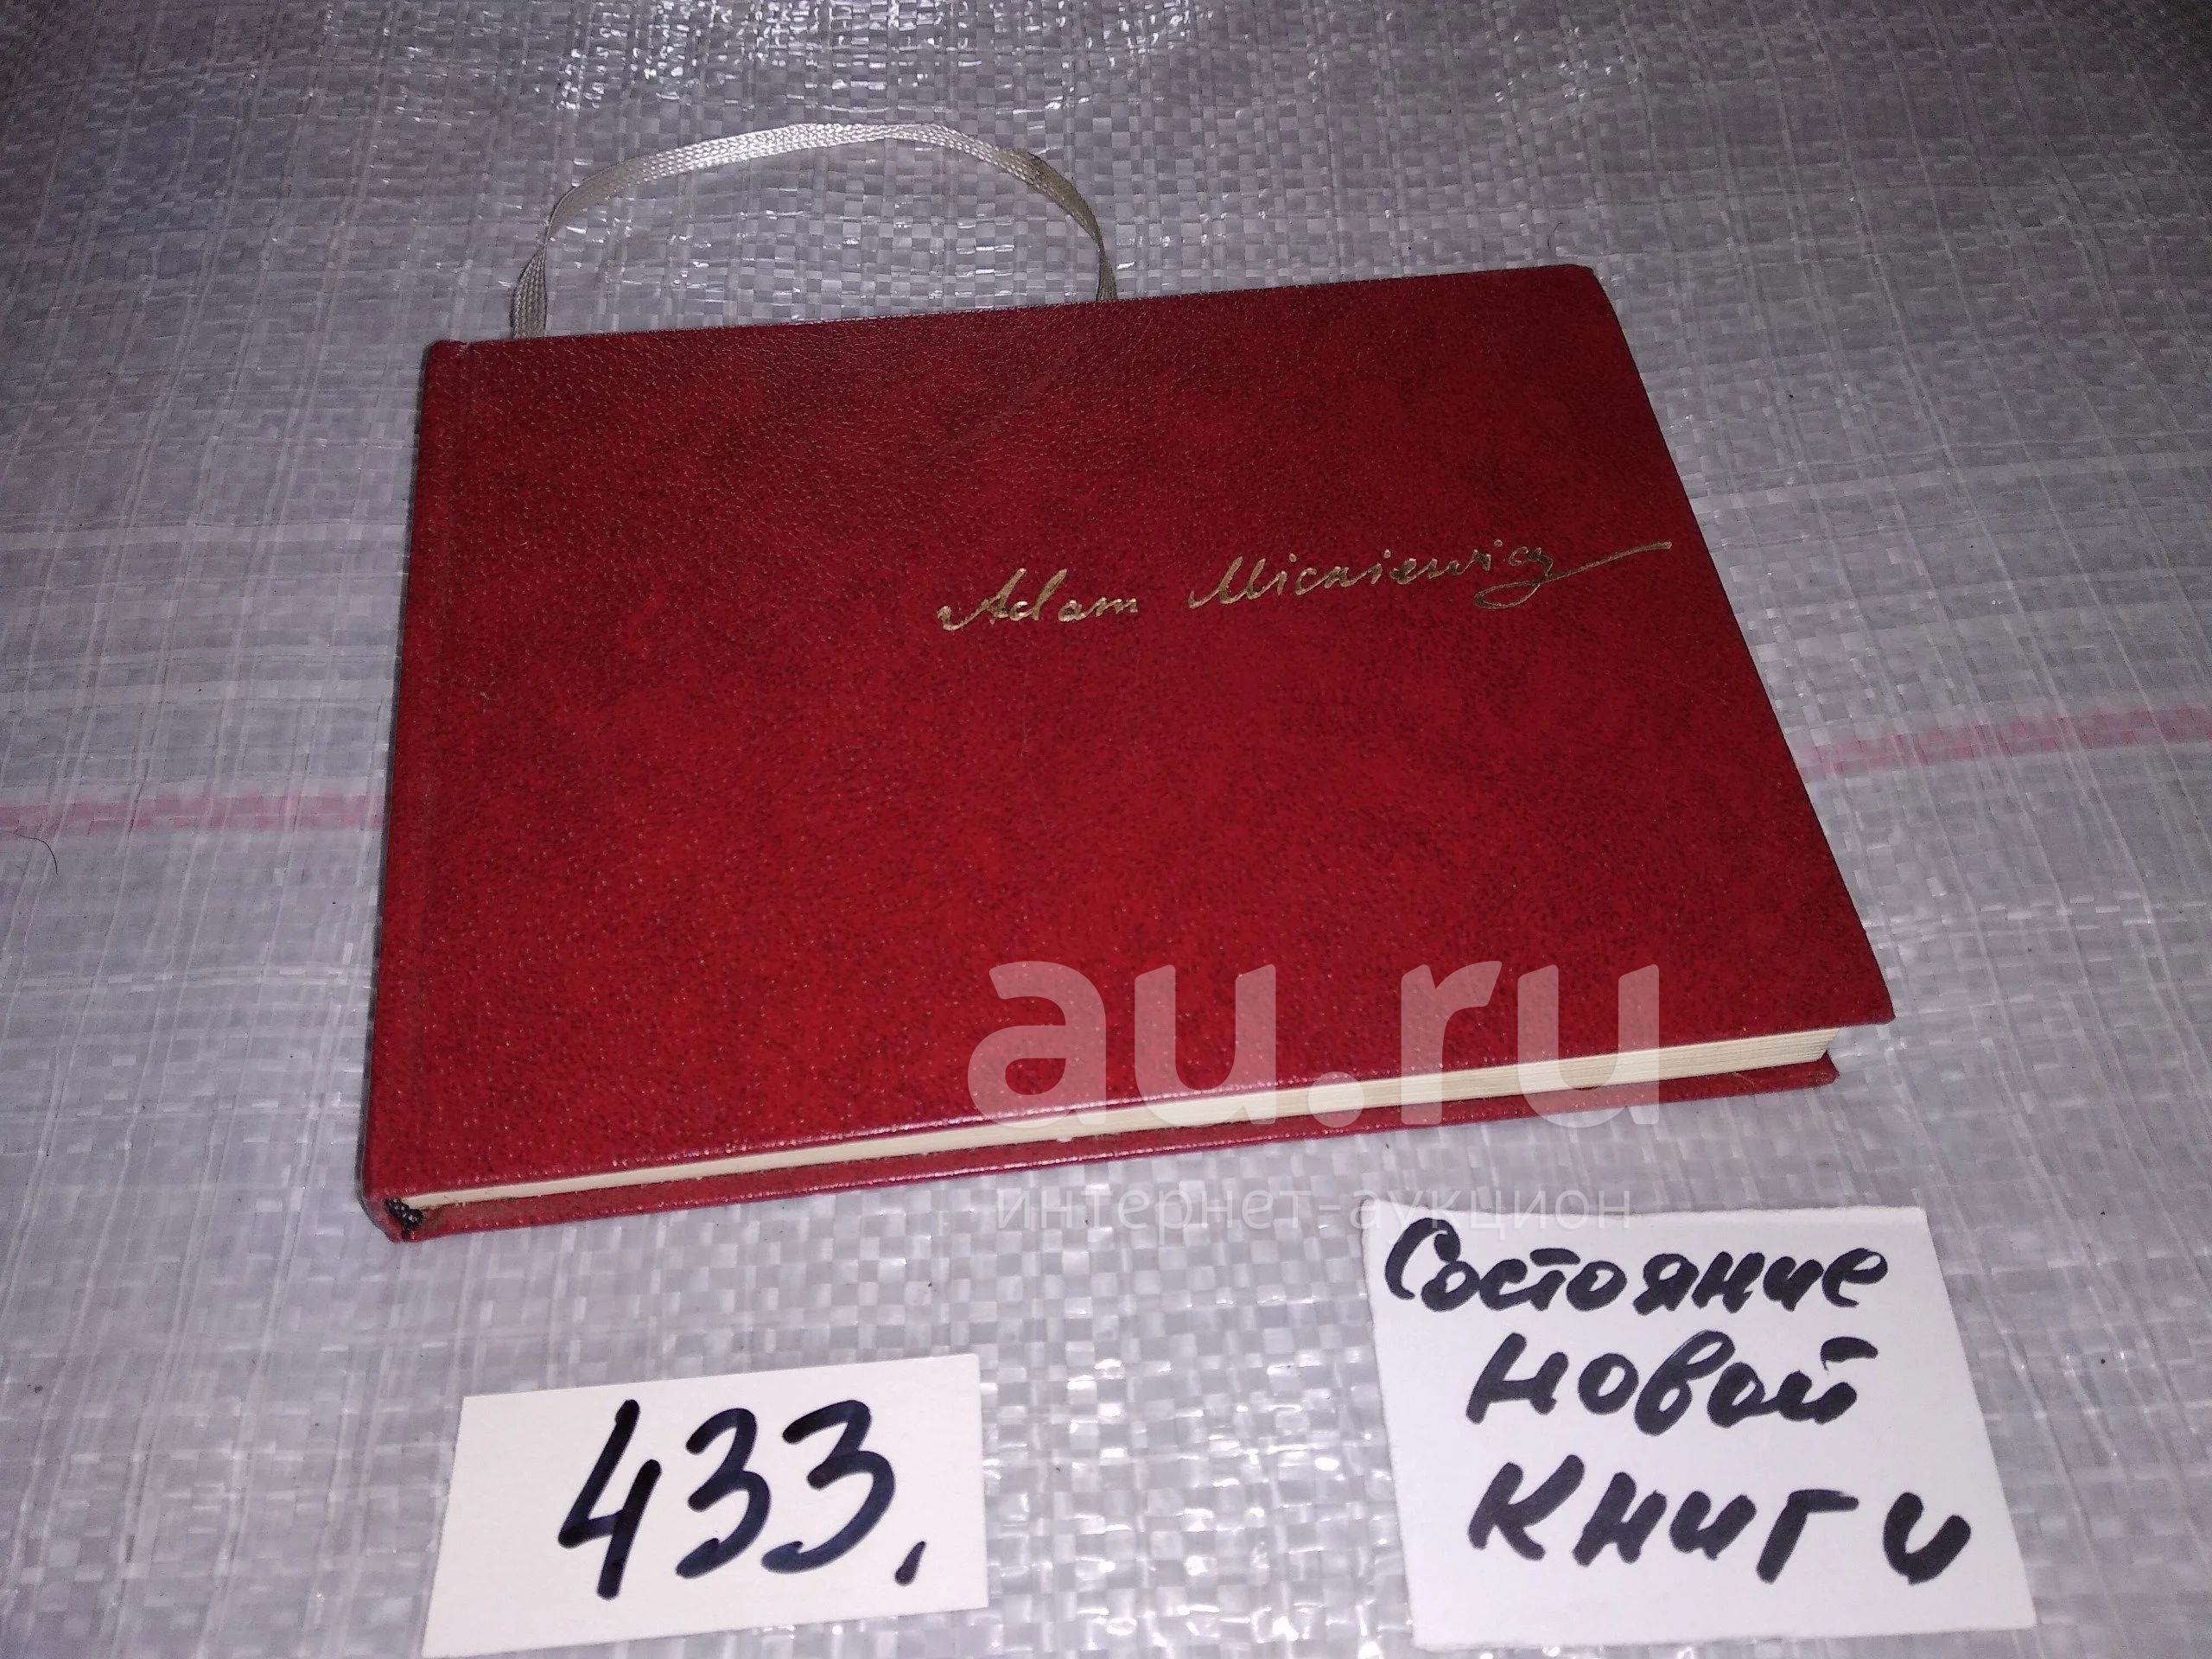 Adam Mickiewicz
au.ru
интернет-аукцион
Состояние
новой
книги
433.